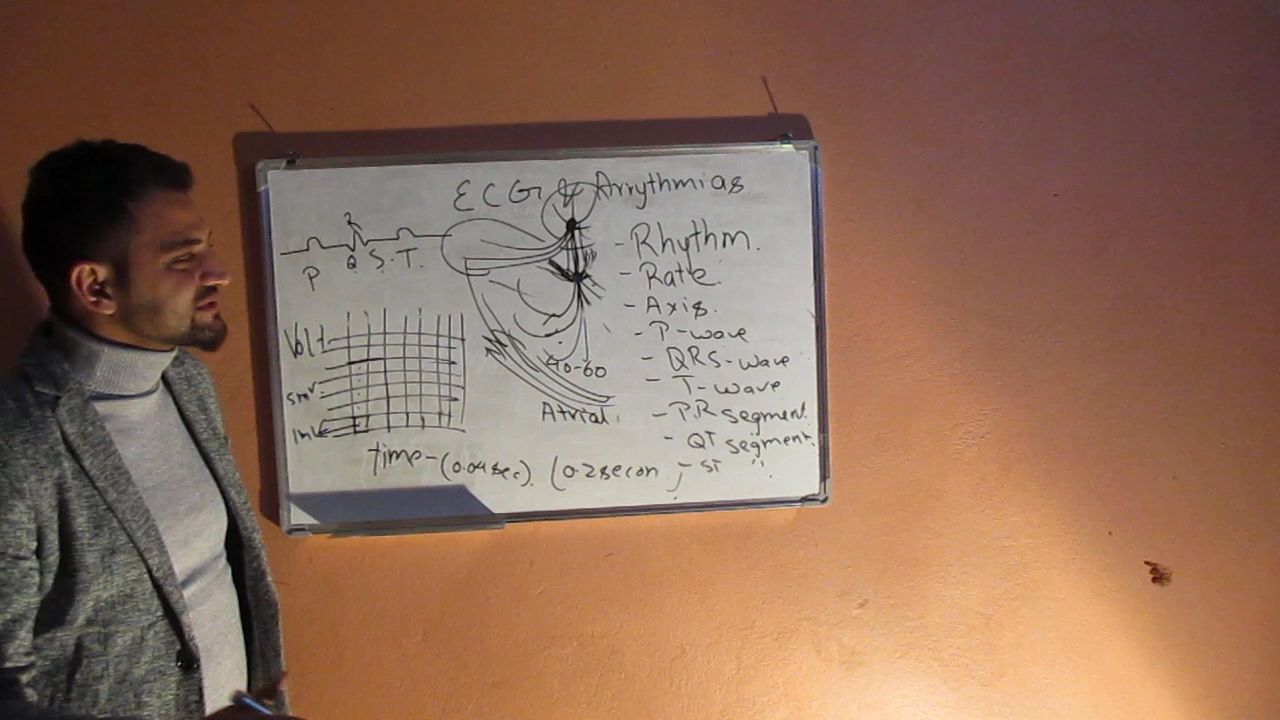 ECG & Arrythmias.
R
P Q S. T.
- Rhythm.
- Rate.
- Axis.
- P-wave
- QRS-wave
- T-wave
- PR segment.
- QT segment.
- ST ".
Volt
5mv
1mv
40-60
Atrial.
time-(0.04sec). (0.2secon)